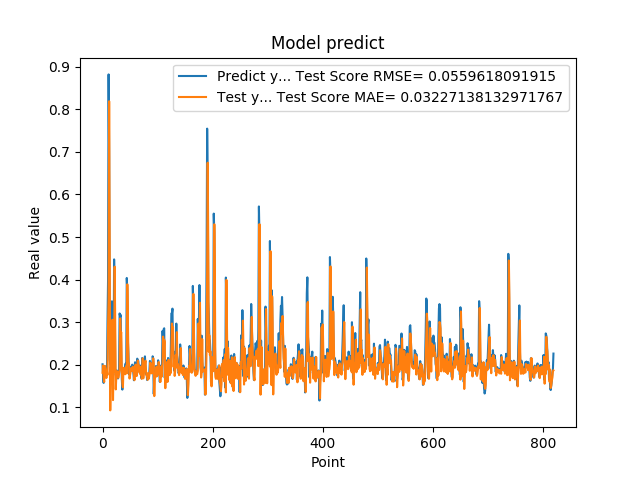 Model predict
Predict y... Test Score RMSE= 0.0559618091915
Test y... Test Score MAE= 0.03227138132971767
Real value
0.9
0.8
0.7
0.6
0.5
0.4
0.3
0.2
0.1
0 200 400 600 800
Point